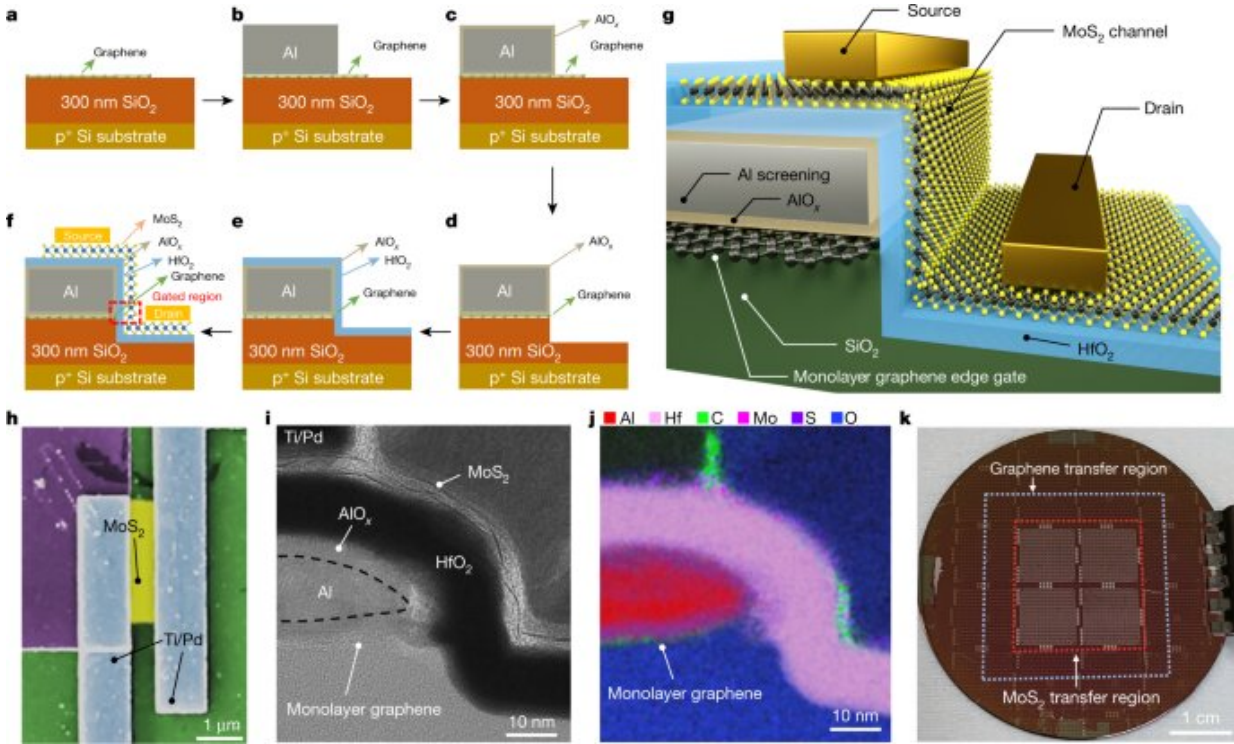 a
Graphene
300 nm SiO2
p+ Si substrate
b
Al
Graphene
300 nm SiO2
p+ Si substrate
c
AlOx
Al
Graphene
300 nm SiO2
p+ Si substrate
g
Source
MoS2 channel
Drain
Al screening
AlOx
SiO2
HfO2
Monolayer graphene edge gate
f
MoS2
Source
AlOx
HfO2
Graphene
Al
Gated region
Drain
300 nm SiO2
p+ Si substrate
e
AlOx
HfO2
Al
Graphene
300 nm SiO2
p+ Si substrate
d
AlOx
Al
Graphene
300 nm SiO2
p+ Si substrate
h
MoS2
Ti/Pd
1 μm
i
Ti/Pd
MoS2
AlOx
HfO2
Al
Monolayer graphene
10 nm
j
Al Hf C Mo S O
Monolayer graphene
10 nm
k
Graphene transfer region
MoS2 transfer region
1 cm